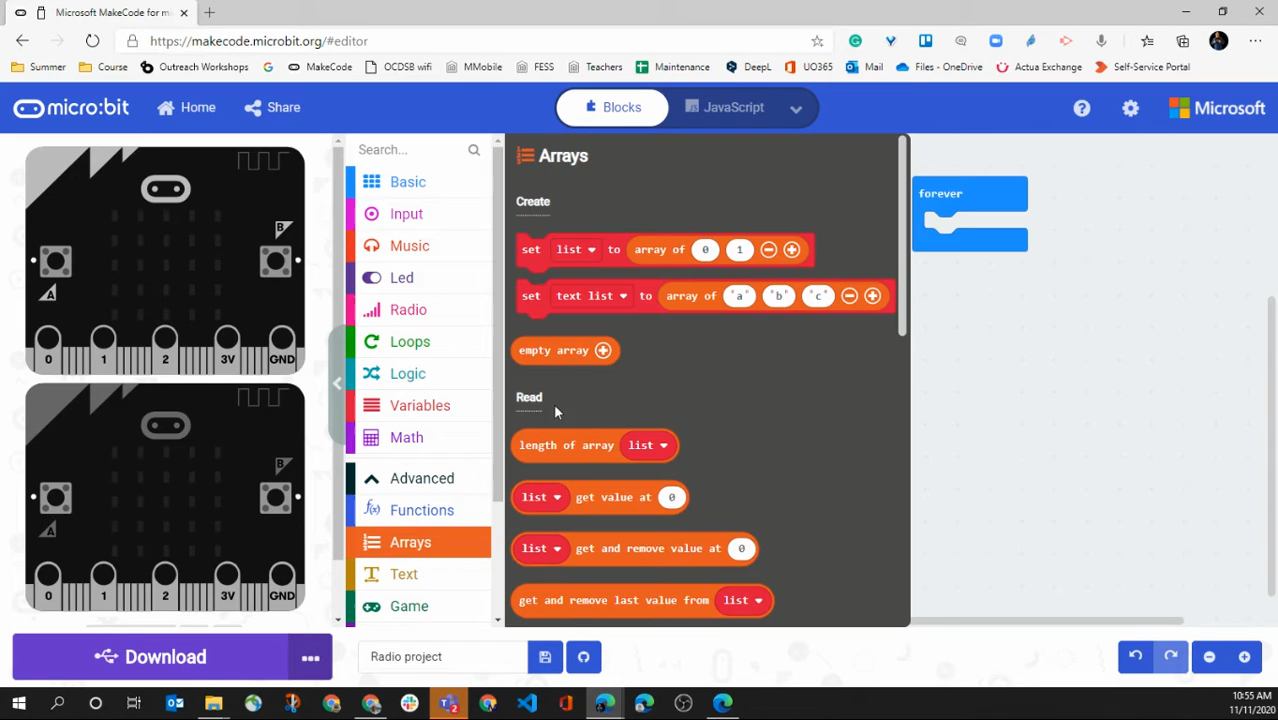 Microsoft MakeCode for mi
https://makecode.microbit.org/#editor
Summer
Course
Outreach Workshops
MakeCode
OCDSB wifi
MMobile
FESS
Teachers
Maintenance
DeepL
UO365
Mail
Files - OneDrive
Actua Exchange
Self-Service Portal
micro:bit
Home
Share
Blocks
JavaScript
Microsoft
Search...
Basic
Input
Music
Led
Radio
Loops
Logic
Variables
Math
Advanced
Functions
Arrays
Text
Game
Arrays
Create
set list to array of 0 1
set text list to array of "a" "b" "c"
empty array
Read
length of array list
list get value at 0
list get and remove value at 0
get and remove last value from list
forever
B
A
0 1 2 3V GND
B
A
0 1 2 3V GND
Download
Radio project
10:55 AM
11/11/2020